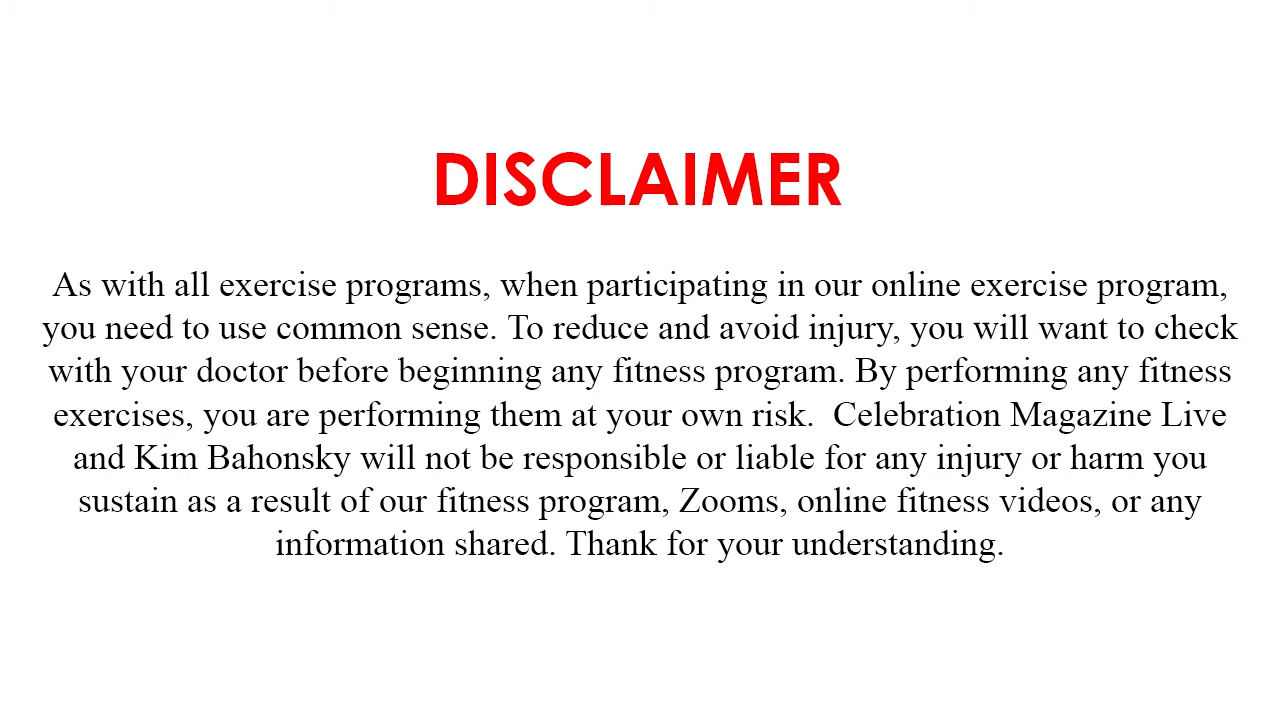 DISCLAIMER
As with all exercise programs, when participating in our online exercise program,
you need to use common sense. To reduce and avoid injury, you will want to check
with your doctor before beginning any fitness program. By performing any fitness
exercises, you are performing them at your own risk.  Celebration Magazine Live
and Kim Bahonsky will not be responsible or liable for any injury or harm you
sustain as a result of our fitness program, Zooms, online fitness videos, or any
information shared. Thank for your understanding.